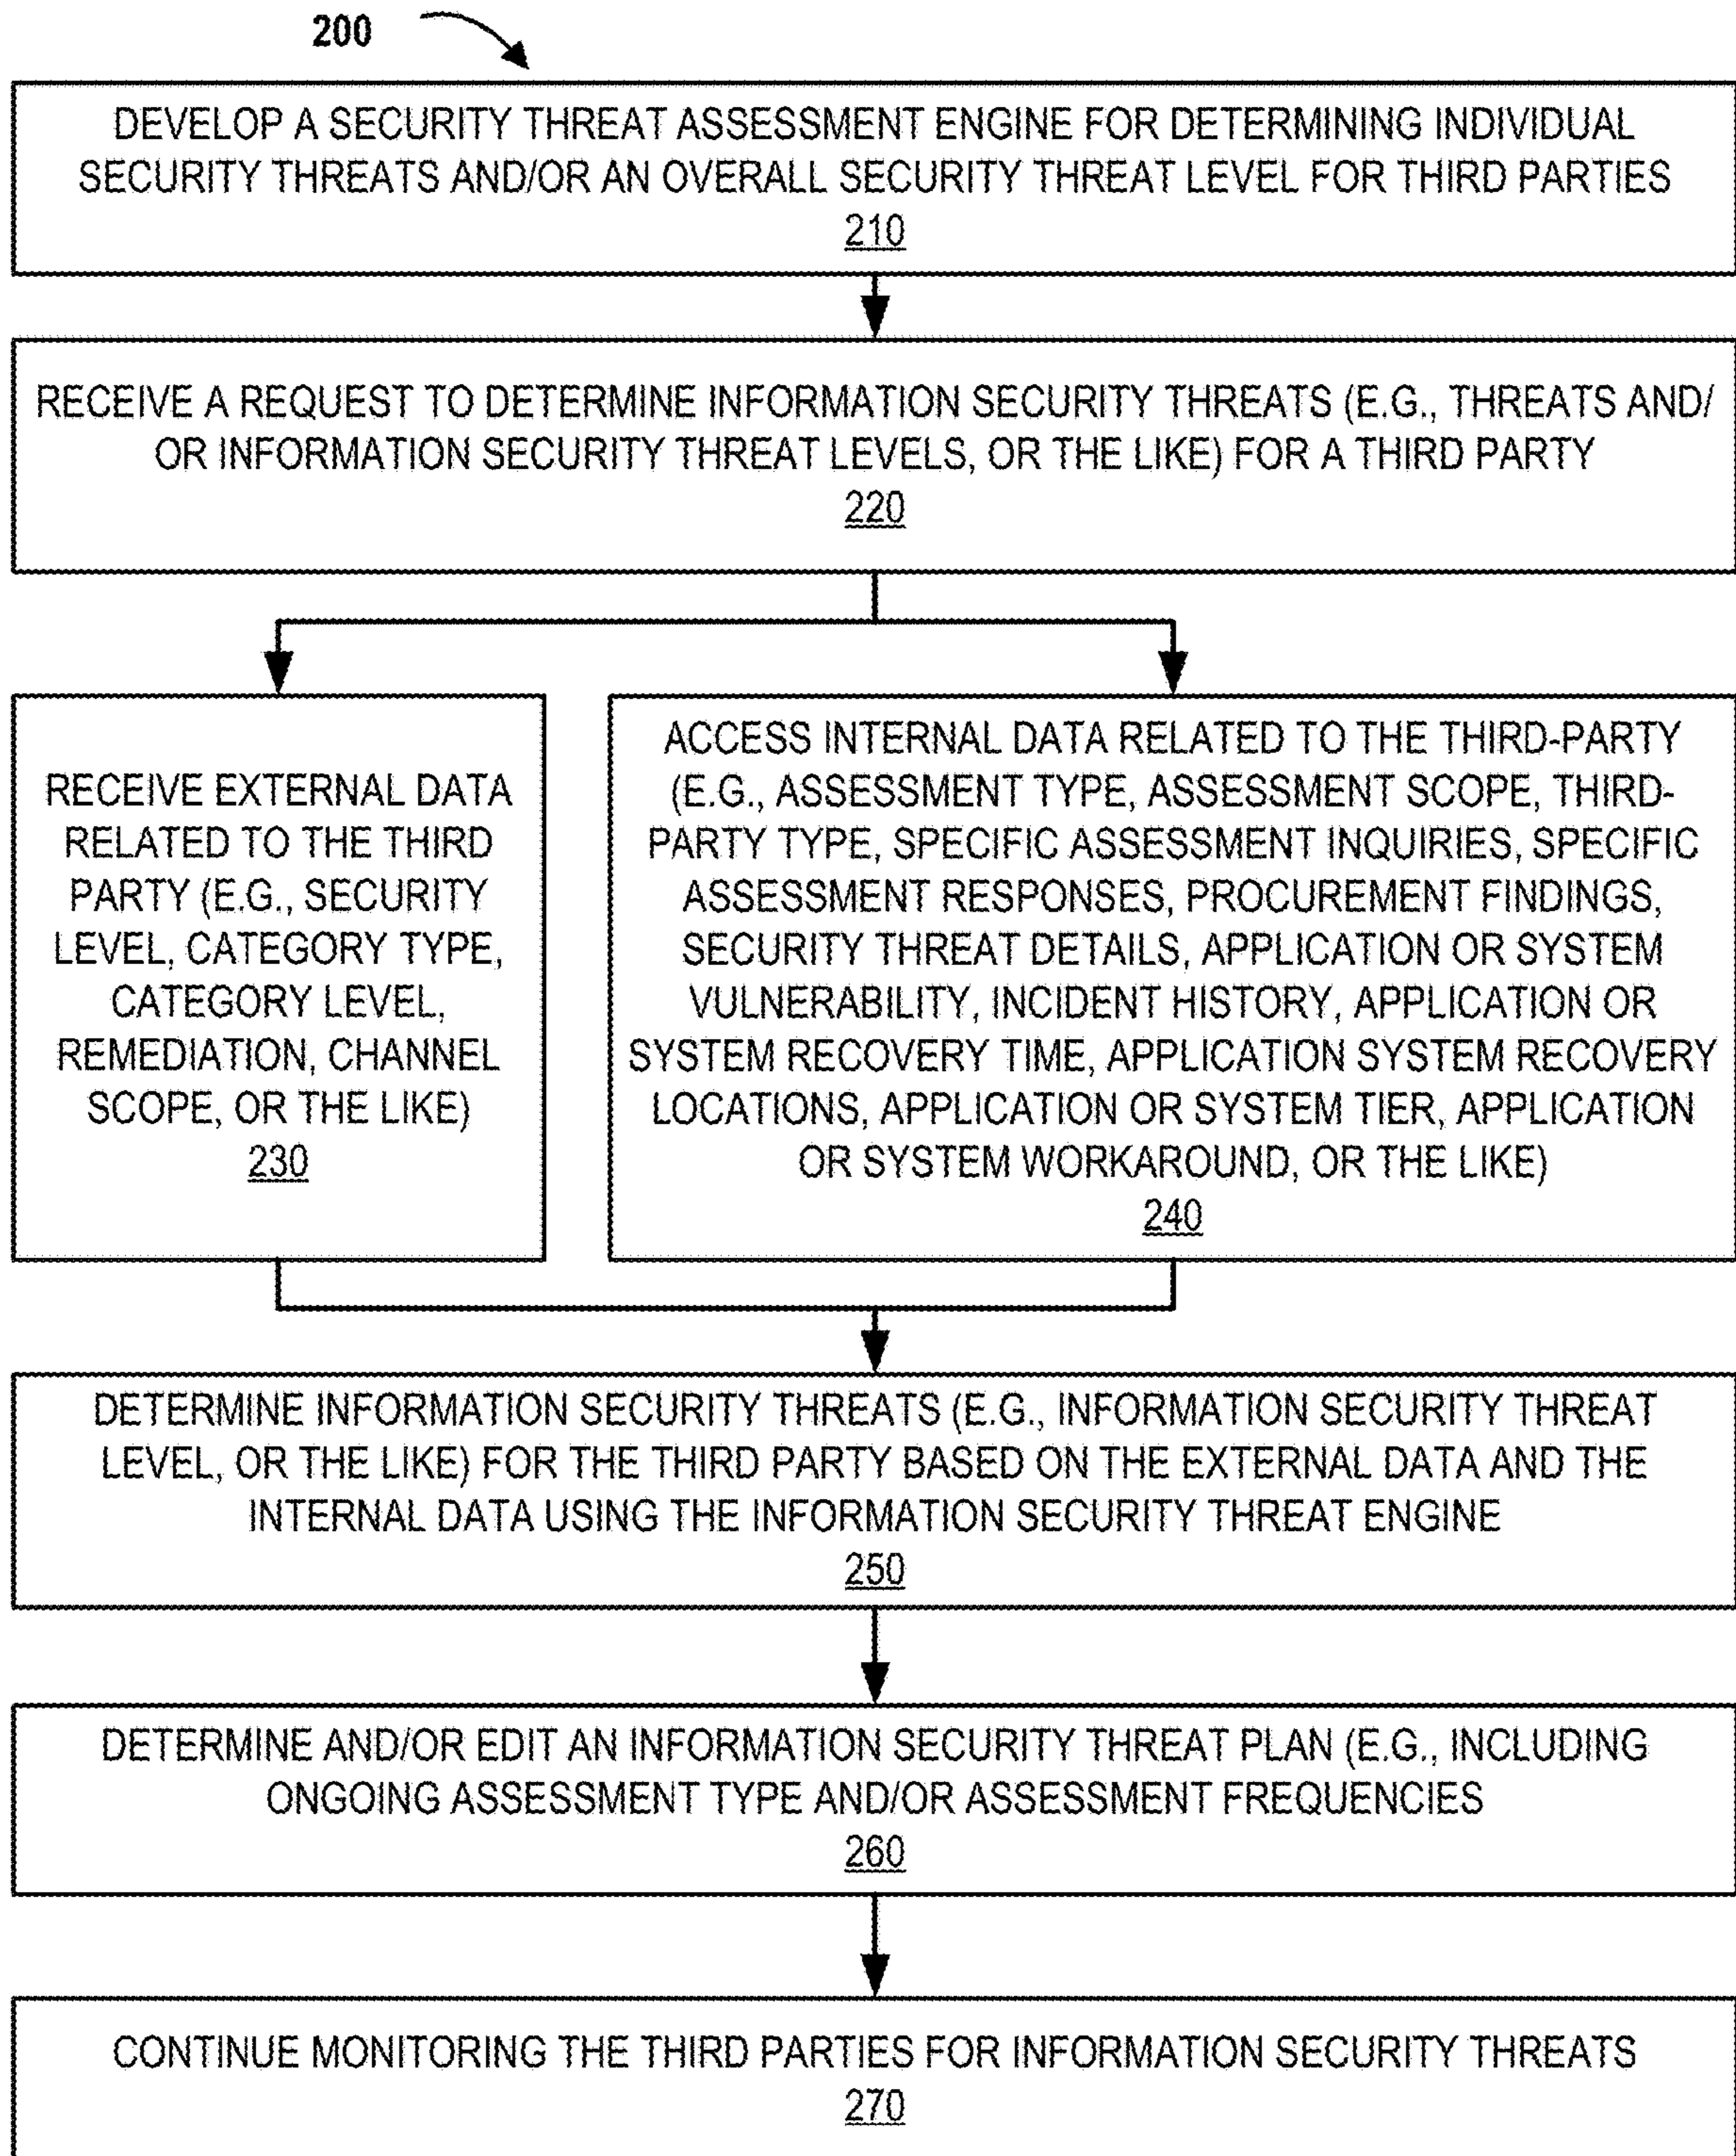 200
DEVELOP A SECURITY THREAT ASSESSMENT ENGINE FOR DETERMINING INDIVIDUAL
SECURITY THREATS AND/OR AN OVERALL SECURITY THREAT LEVEL FOR THIRD PARTIES
210
RECEIVE A REQUEST TO DETERMINE INFORMATION SECURITY THREATS (E.G., THREATS AND/
OR INFORMATION SECURITY THREAT LEVELS, OR THE LIKE) FOR A THIRD PARTY
220
RECEIVE EXTERNAL DATA
RELATED TO THE THIRD
PARTY (E.G., SECURITY
LEVEL, CATEGORY TYPE,
CATEGORY LEVEL,
REMEDIATION, CHANNEL
SCOPE, OR THE LIKE)
230
ACCESS INTERNAL DATA RELATED TO THE THIRD-PARTY
(E.G., ASSESSMENT TYPE, ASSESSMENT SCOPE, THIRD-
PARTY TYPE, SPECIFIC ASSESSMENT INQUIRIES, SPECIFIC
ASSESSMENT RESPONSES, PROCUREMENT FINDINGS,
SECURITY THREAT DETAILS, APPLICATION OR SYSTEM
VULNERABILITY, INCIDENT HISTORY, APPLICATION OR
SYSTEM RECOVERY TIME, APPLICATION SYSTEM RECOVERY
LOCATIONS, APPLICATION OR SYSTEM TIER, APPLICATION
OR SYSTEM WORKAROUND, OR THE LIKE)
240
DETERMINE INFORMATION SECURITY THREATS (E.G., INFORMATION SECURITY THREAT
LEVEL, OR THE LIKE) FOR THE THIRD PARTY BASED ON THE EXTERNAL DATA AND THE
INTERNAL DATA USING THE INFORMATION SECURITY THREAT ENGINE
250
DETERMINE AND/OR EDIT AN INFORMATION SECURITY THREAT PLAN (E.G., INCLUDING
ONGOING ASSESSMENT TYPE AND/OR ASSESSMENT FREQUENCIES
260
CONTINUE MONITORING THE THIRD PARTIES FOR INFORMATION SECURITY THREATS
270